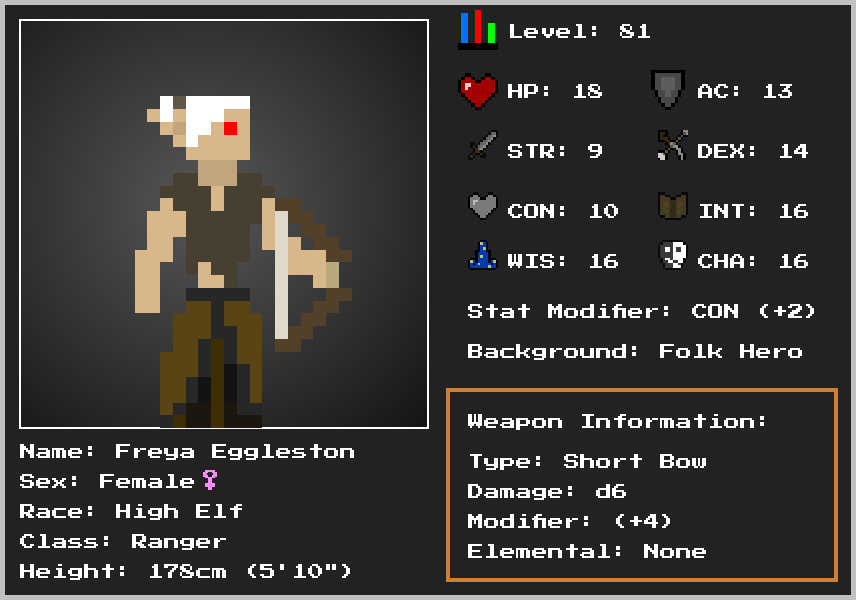 Level: 81
HP: 18 AC: 13
STR: 9 DEX: 14
CON: 10 INT: 16
WIS: 16 CHA: 16
Stat Modifier: CON (+2)
Background: Folk Hero
Weapon Information:
Type: Short Bow
Damage: d6
Modifier: (+4)
Elemental: None
Name: Freya Eggleston
Sex: Female♀
Race: High Elf
Class: Ranger
Height: 178cm (5'10")